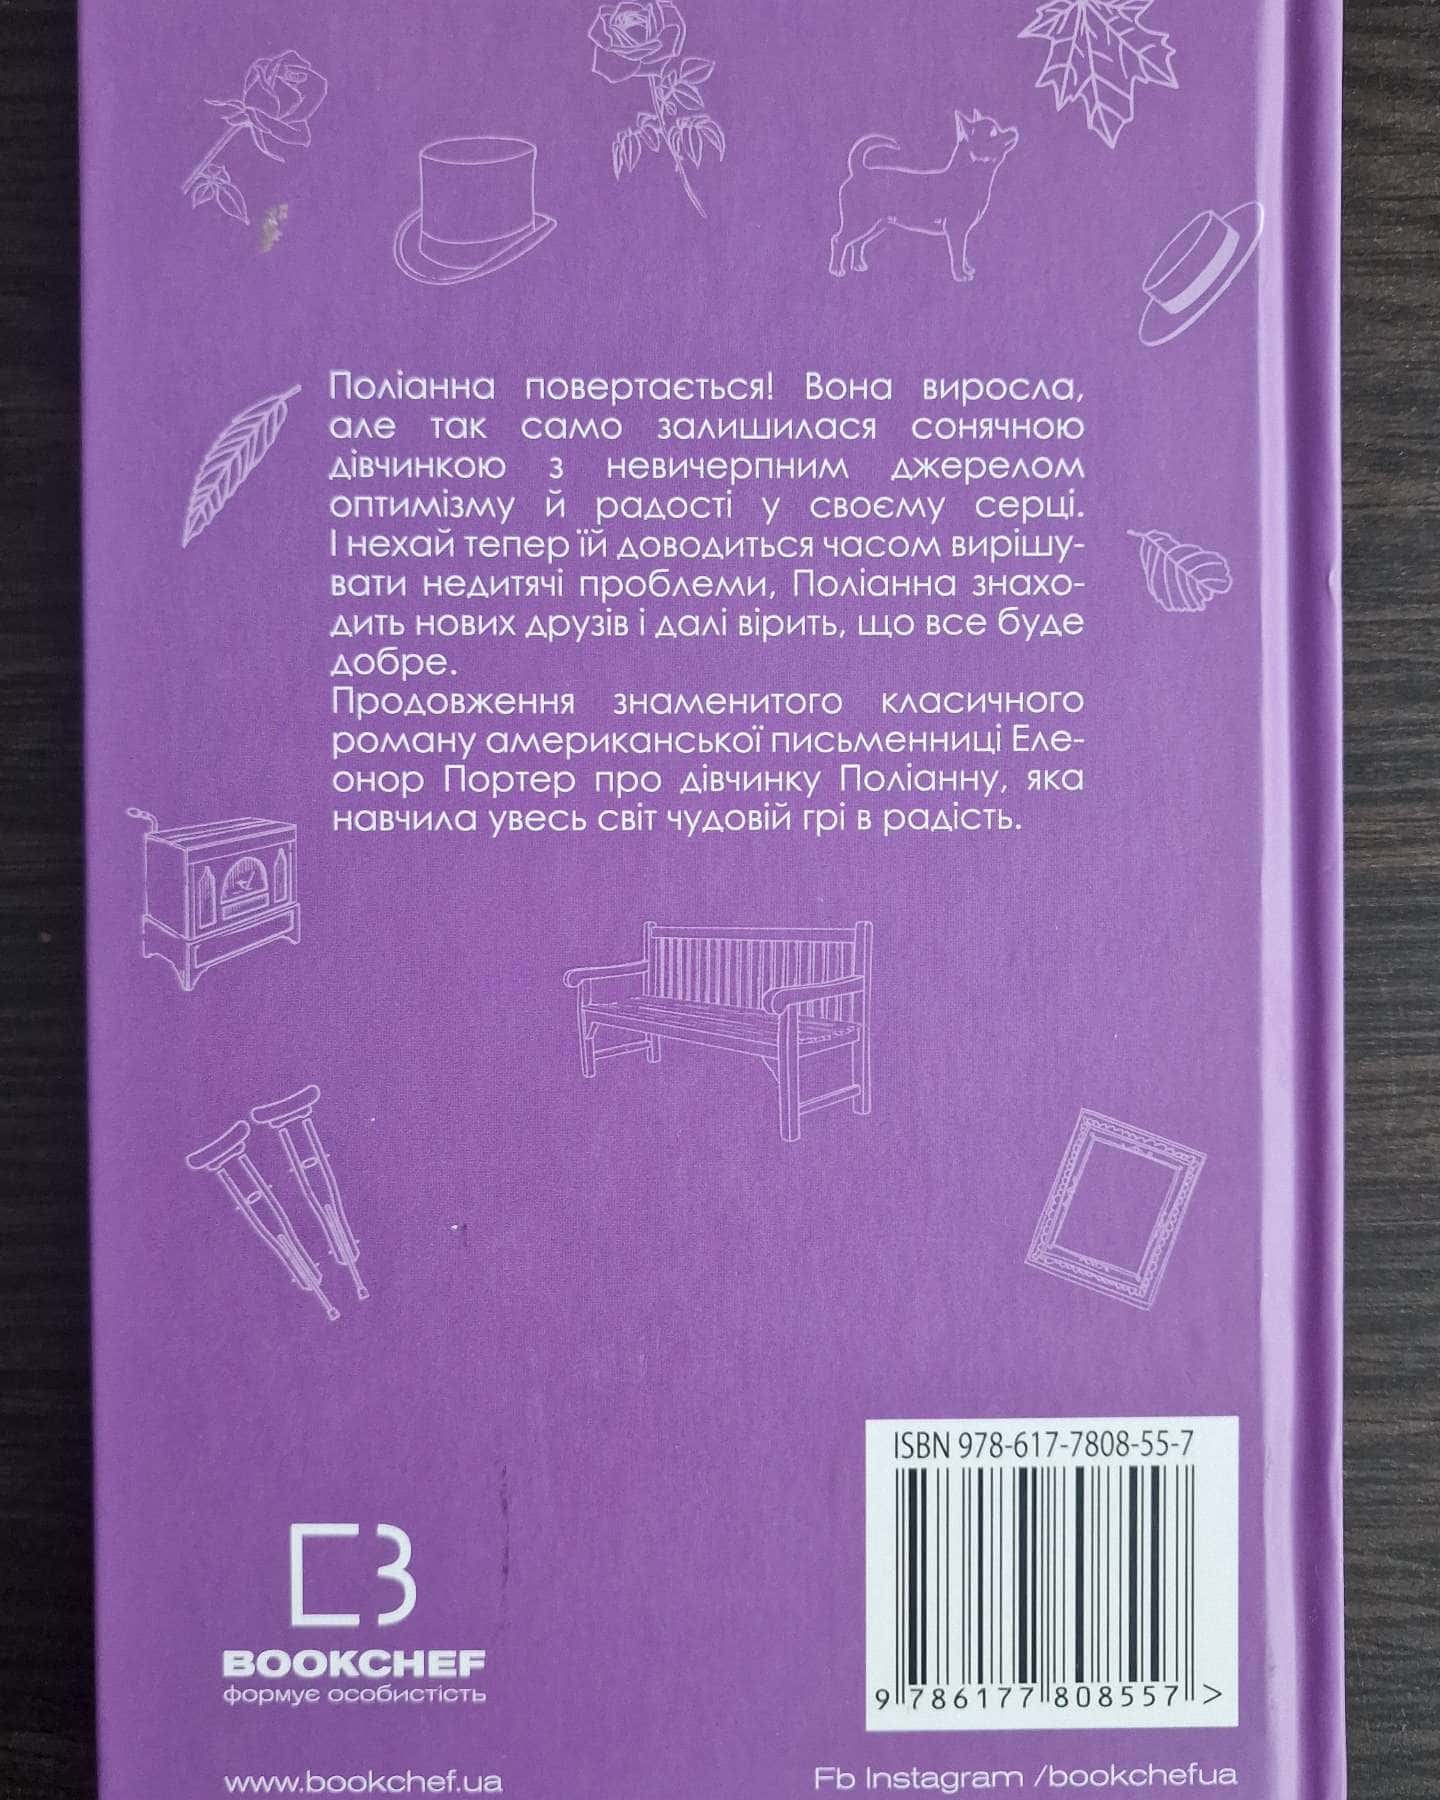 Поліанна повертається! Вона виросла,
але так само залишилася сонячною
дівчинкою з невичерпним джерелом
оптимізму й радості у своєму серці.
І нехай тепер їй доводиться часом вирішу-
вати недитячі проблеми, Поліанна знахо-
дить нових друзів і далі вірить, що все буде
добре.
Продовження знаменитого класичного
роману американської письменниці Еле-
онор Портер про дівчинку Поліанну, яка
навчила увесь світ чудовій грі в радість.
ISBN 978-617-7808-55-7
9 786177 808557 >
BOOKCHEF
формує особистість
www.bookchef.ua
Fb Instagram /bookchefua